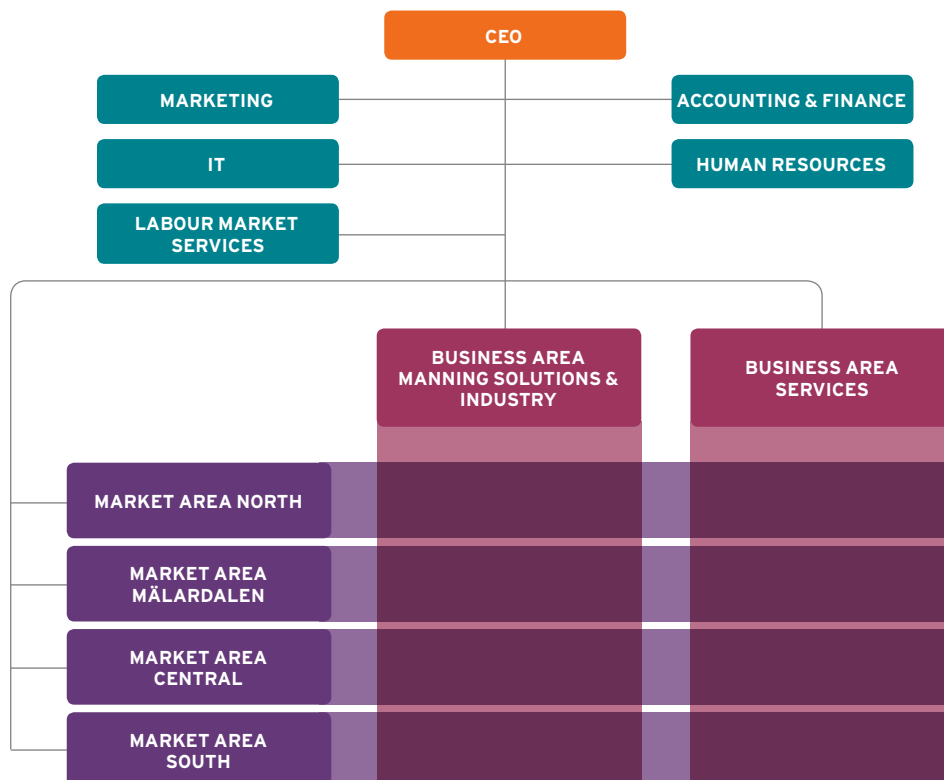 CEO
MARKETING
ACCOUNTING & FINANCE
IT
HUMAN RESOURCES
LABOUR MARKET
SERVICES
BUSINESS AREA
MANNING SOLUTIONS &
INDUSTRY
BUSINESS AREA
SERVICES
MARKET AREA NORTH
MARKET AREA
MÄLARDALEN
MARKET AREA
CENTRAL
MARKET AREA
SOUTH